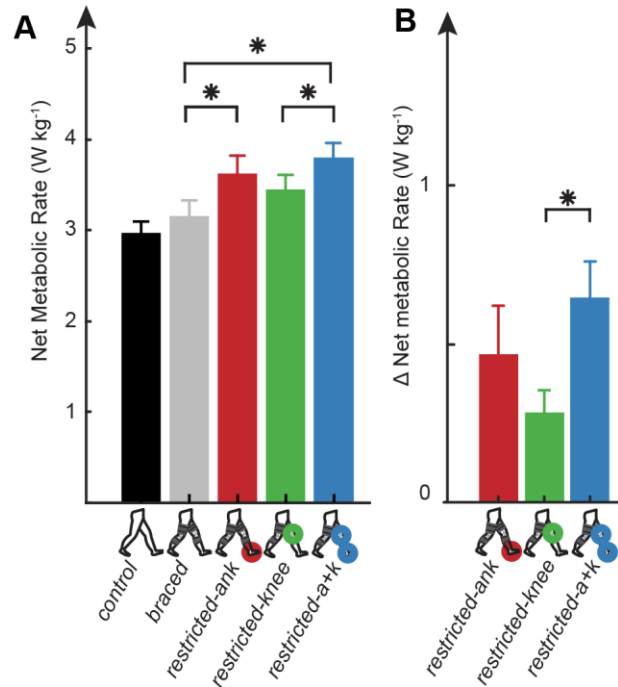 A
Net Metabolic Rate (W kg⁻¹)
5
4
3
2
1
*
*
*
control
braced
restricted-ank
restricted-knee
restricted-a+k
B
Δ Net metabolic Rate (W kg⁻¹)
1
0
*
restricted-ank
restricted-knee
restricted-a+k